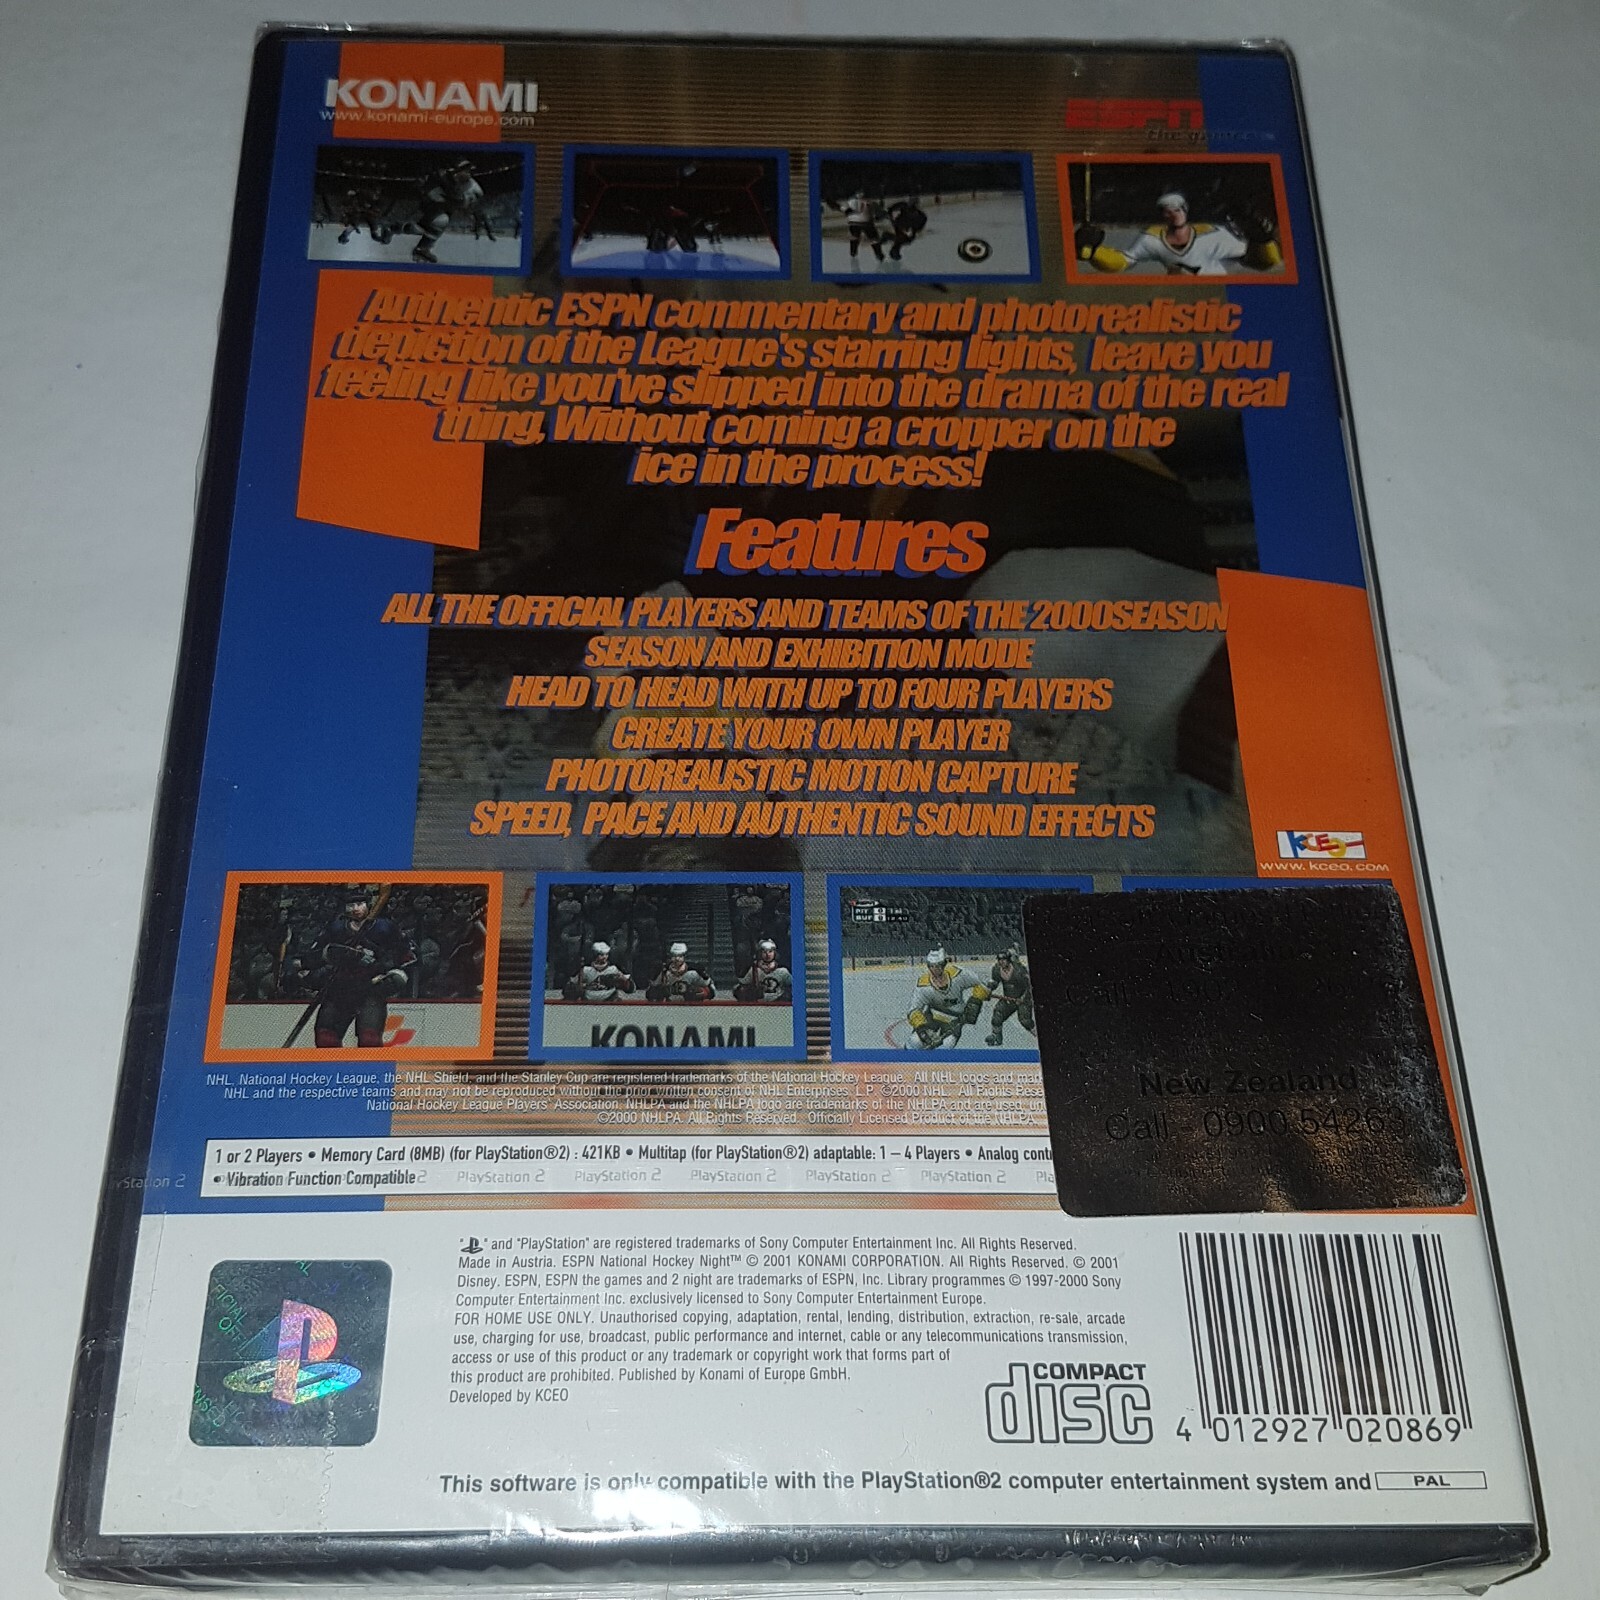 KONAMI
www.konami-europe.com
ESPN
Authentic ESPN commentary and photorealistic
depiction of the League's starring lights, leave you
feeling like you've slipped into the drama of the real
thing, Without coming a cropper on the
ice in the process!
Features
ALL THE OFFICIAL PLAYERS AND TEAMS OF THE 2000SEASON
SEASON AND EXHIBITION MODE
HEAD TO HEAD WITH UP TO FOUR PLAYERS
CREATE YOUR OWN PLAYER
PHOTOREALISTIC MOTION CAPTURE
SPEED, PACE AND AUTHENTIC SOUND EFFECTS
KCEO
www.kceo.com
KONAMI
PIT 0
BUF 0
Australia
Call - 190
New Zealand
Call - 0900 54263
NHL, National Hockey League, the NHL Shield, and the Stanley Cup are registered trademarks of the National Hockey League. All NHL logos and
NHL and the respective teams and may not be reproduced without the prior written consent of NHL Enterprises, L.P. ©2000 NHL. All Rights
National Hockey League Players' Association, NHLPA and the NHLPA logo are trademarks of the NHLPA and are used,
©2000 NHLPA. All Rights Reserved. Officially Licensed Product of the NHLPA
1 or 2 Players • Memory Card (8MB) (for PlayStation®2) : 421KB • Multitap (for PlayStation®2) adaptable: 1 – 4 Players • Analog
• Vibration Function Compatible
PlayStation 2 PlayStation 2 PlayStation 2 PlayStation 2 PlayStation 2
" " and "PlayStation" are registered trademarks of Sony Computer Entertainment Inc. All Rights Reserved.
Made in Austria. ESPN National Hockey Night™ © 2001 KONAMI CORPORATION. All Rights Reserved. © 2001
Disney. ESPN, ESPN the games and 2 night are trademarks of ESPN, Inc. Library programmes © 1997-2000 Sony
Computer Entertainment Inc. exclusively licensed to Sony Computer Entertainment Europe.
FOR HOME USE ONLY. Unauthorised copying, adaptation, rental, lending, distribution, extraction, re-sale, arcade
use, charging for use, broadcast, public performance and internet, cable or any telecommunications transmission,
access or use of this product or any trademark or copyright work that forms part of
this product are prohibited. Published by Konami of Europe GmbH.
Developed by KCEO
COMPACT
disc
4 012927 020869
This software is only compatible with the PlayStation®2 computer entertainment system and PAL